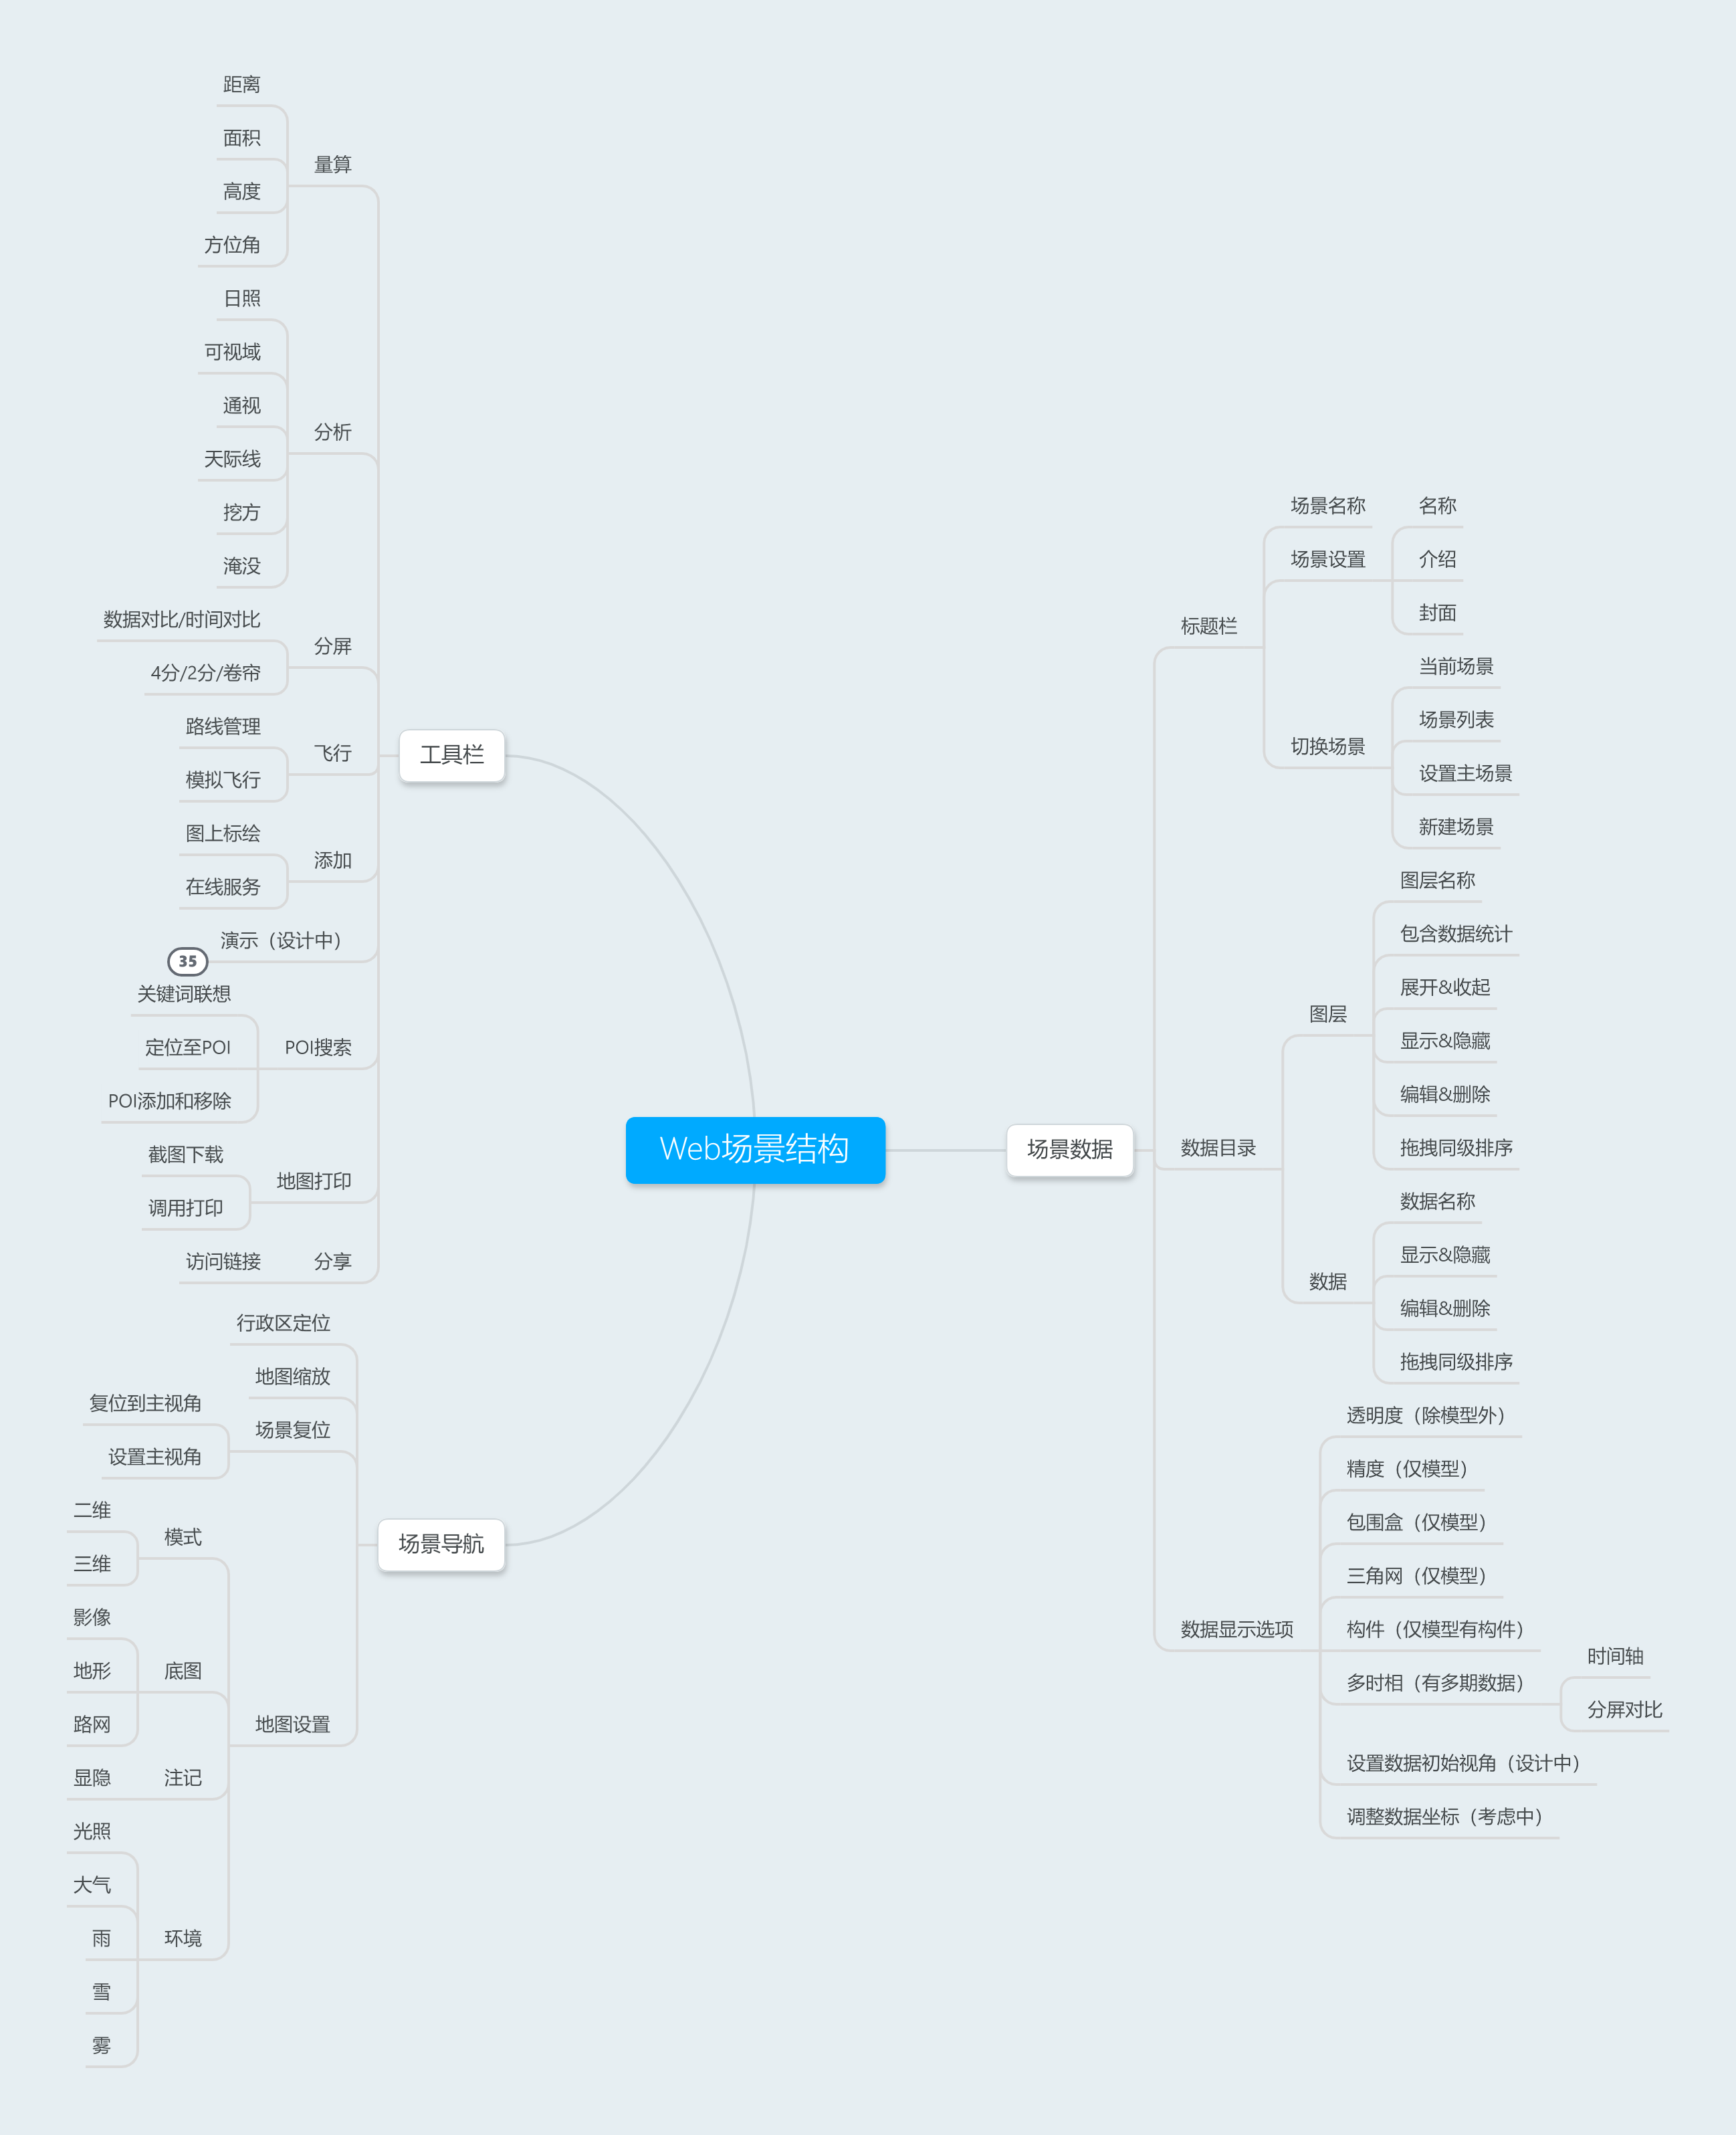 Web场景结构
工具栏
量算
距离
面积
高度
方位角
分析
日照
可视域
通视
天际线
挖方
淹没
分屏
数据对比/时间对比
4分/2分/卷帘
飞行
路线管理
模拟飞行
添加
图上标绘
在线服务
演示（设计中）
35
POI搜索
关键词联想
定位至POI
POI添加和移除
地图打印
截图下载
调用打印
分享
访问链接
场景导航
行政区定位
地图缩放
场景复位
复位到主视角
设置主视角
地图设置
模式
二维
三维
底图
影像
地形
路网
注记
显隐
环境
光照
大气
雨
雪
雾
场景数据
标题栏
场景名称
场景设置
名称
介绍
封面
切换场景
当前场景
场景列表
设置主场景
新建场景
数据目录
图层
图层名称
包含数据统计
展开&收起
显示&隐藏
编辑&删除
拖拽同级排序
数据
数据名称
显示&隐藏
编辑&删除
拖拽同级排序
数据显示选项
透明度（除模型外）
精度（仅模型）
包围盒（仅模型）
三角网（仅模型）
构件（仅模型有构件）
多时相（有多期数据）
时间轴
分屏对比
设置数据初始视角（设计中）
调整数据坐标（考虑中）